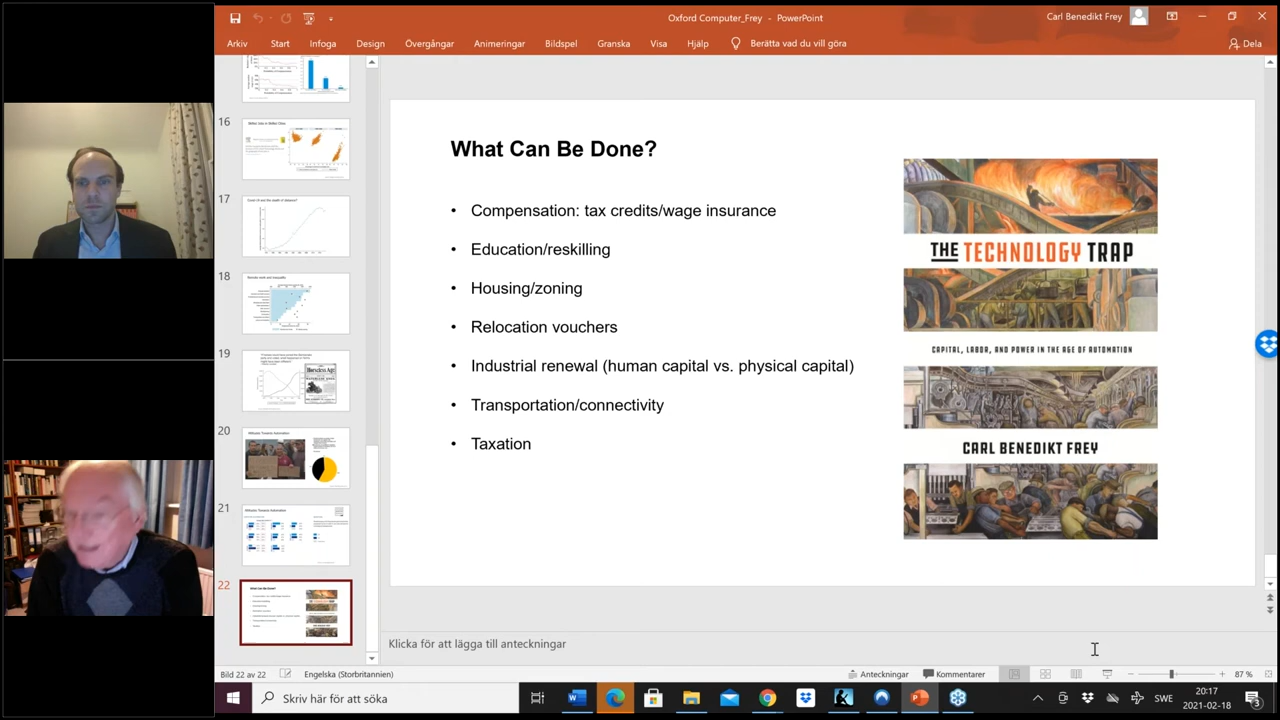 Oxford Computer_Frey - PowerPoint
Carl Benedikt Frey
Arkiv Start Infoga Design Övergångar Animeringar Bildspel Granska Visa Hjälp Berätta vad du vill göra
Dela
16
17
18
19
20
21
22
What Can Be Done?
• Compensation: tax credits/wage insurance
• Education/reskilling
• Housing/zoning
• Relocation vouchers
• Industrial renewal (human capital vs. physical capital)
• Transportation/connectivity
• Taxation
THE TECHNOLOGY TRAP
CAPITAL, LABOR, AND POWER IN THE AGE OF AUTOMATION
CARL BENEDIKT FREY
Klicka för att lägga till anteckningar
Bild 22 av 22
Engelska (Storbritannien)
Anteckningar
Kommentarer
87 %
Skriv här för att söka
SWE
20:17
2021-02-18
3